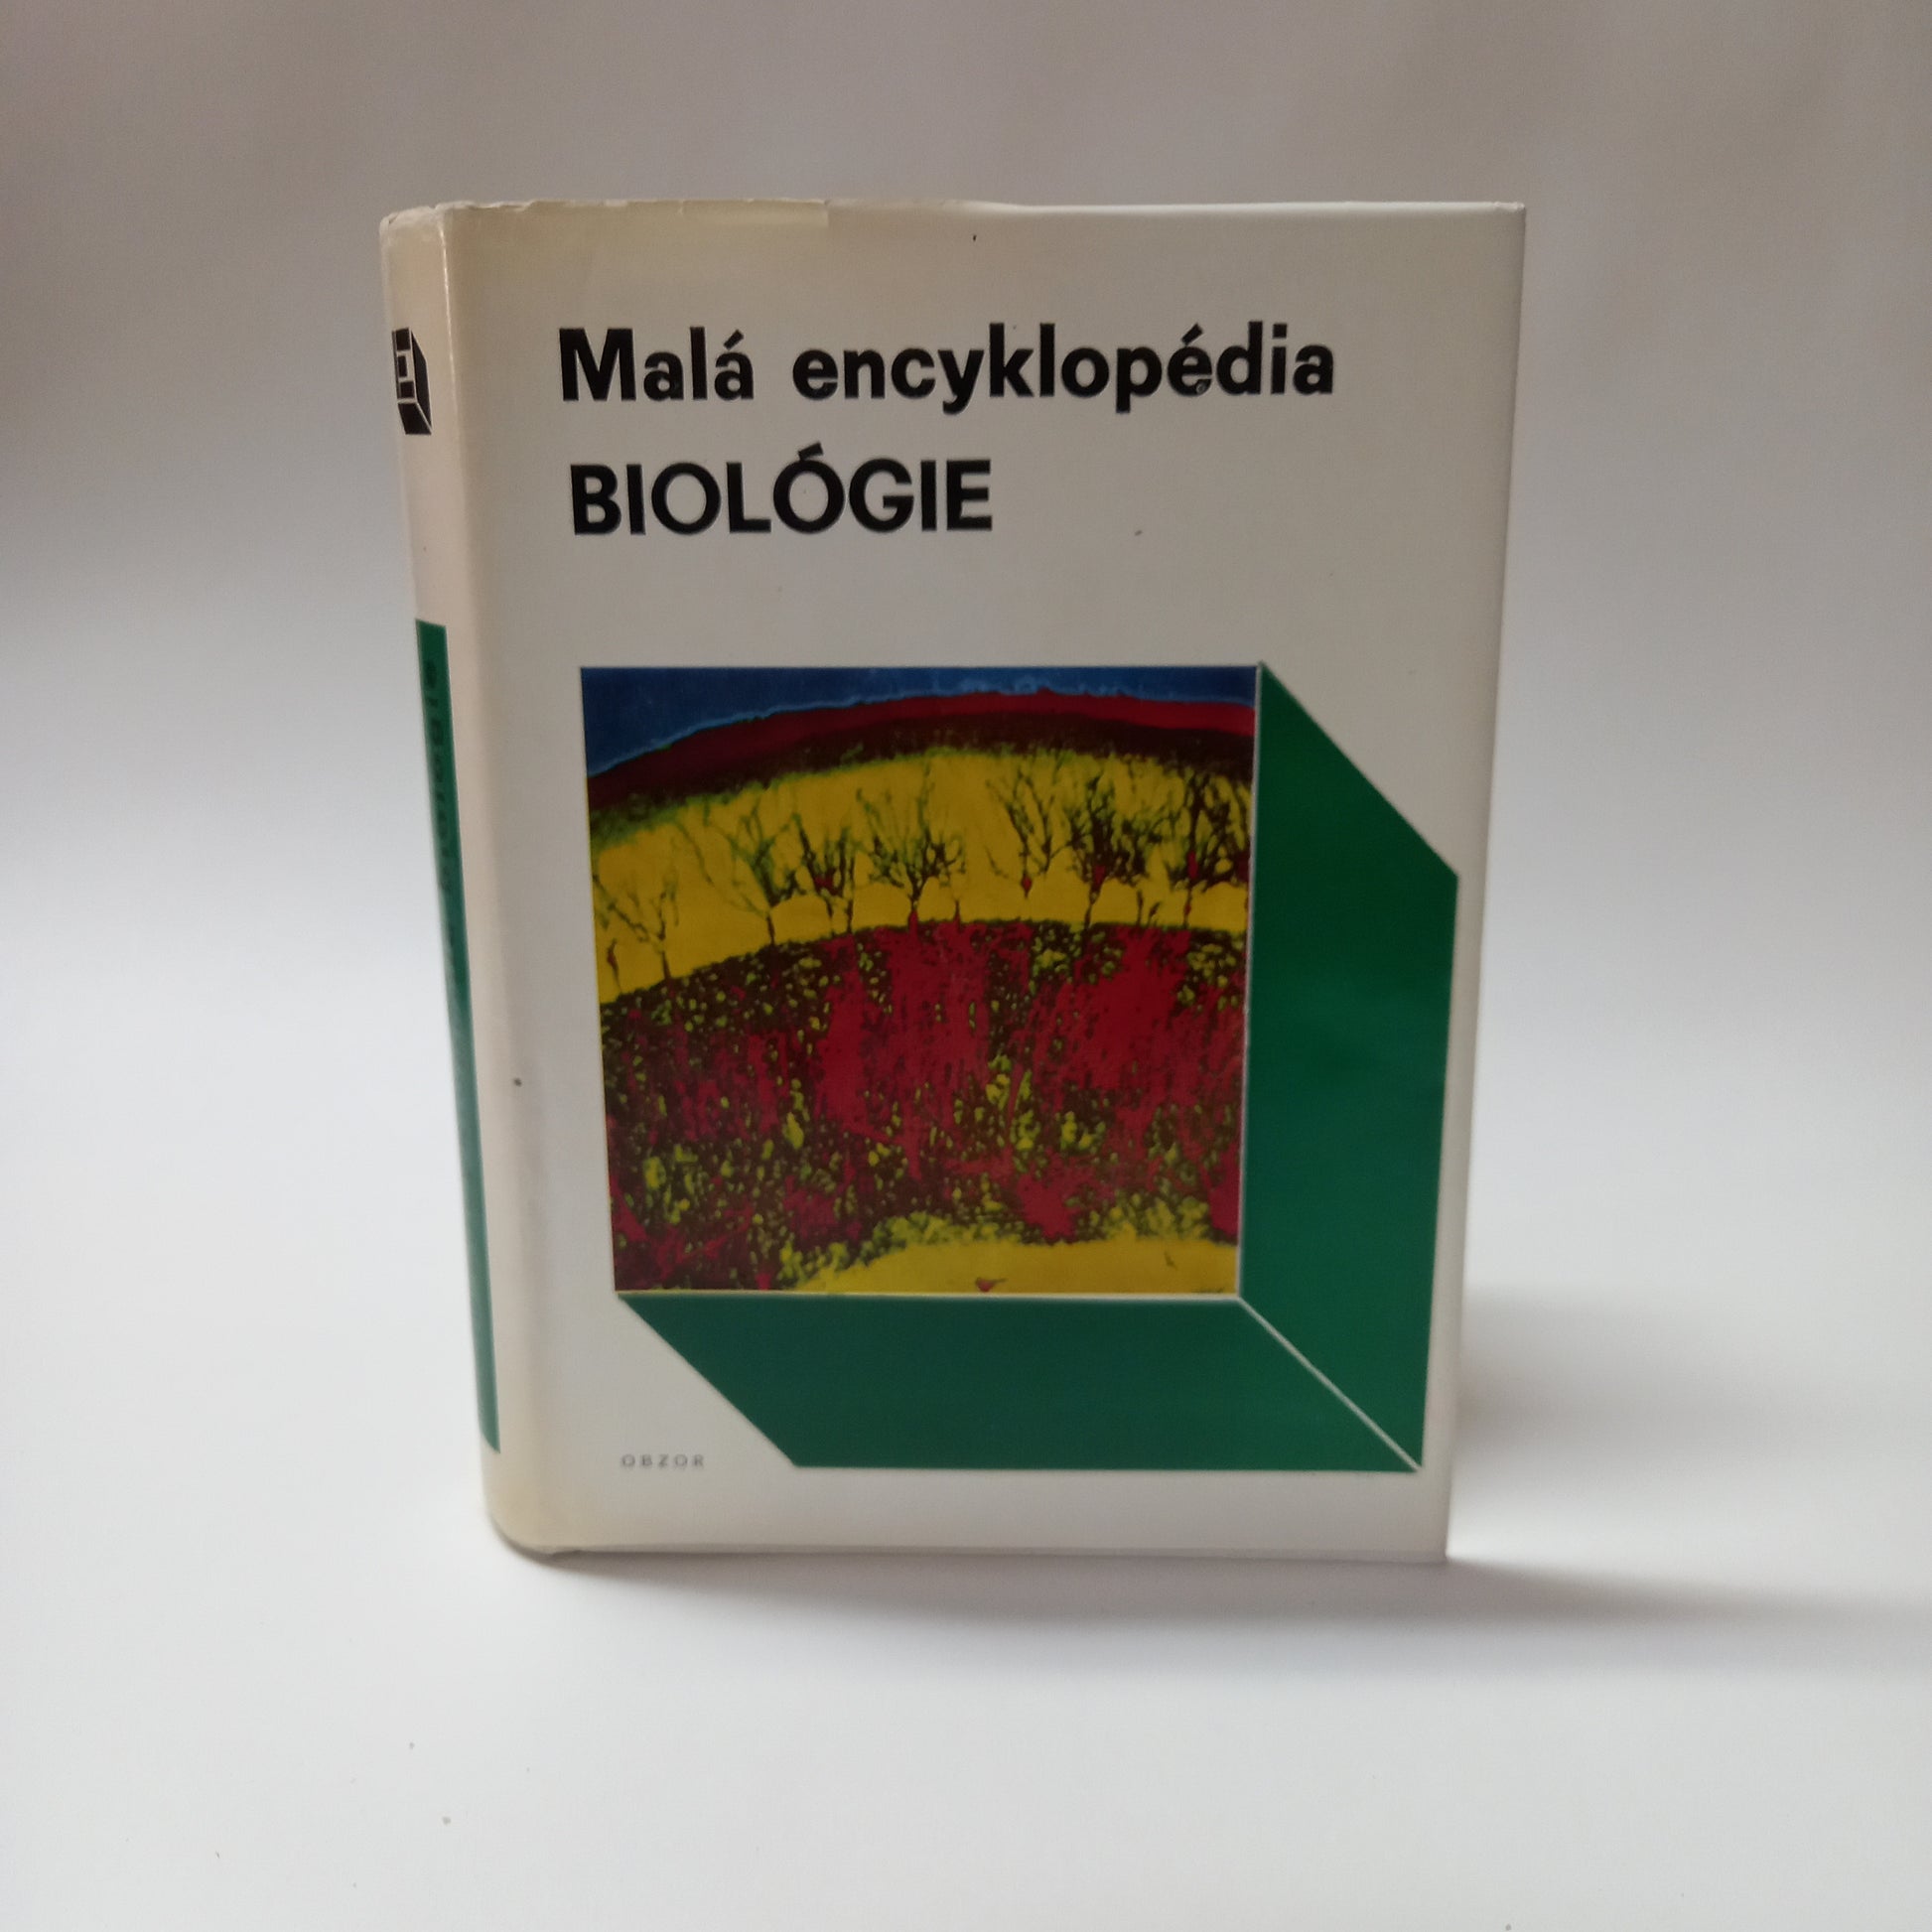 Malá encyklopédia
BIOLÓGIE
OBZOR